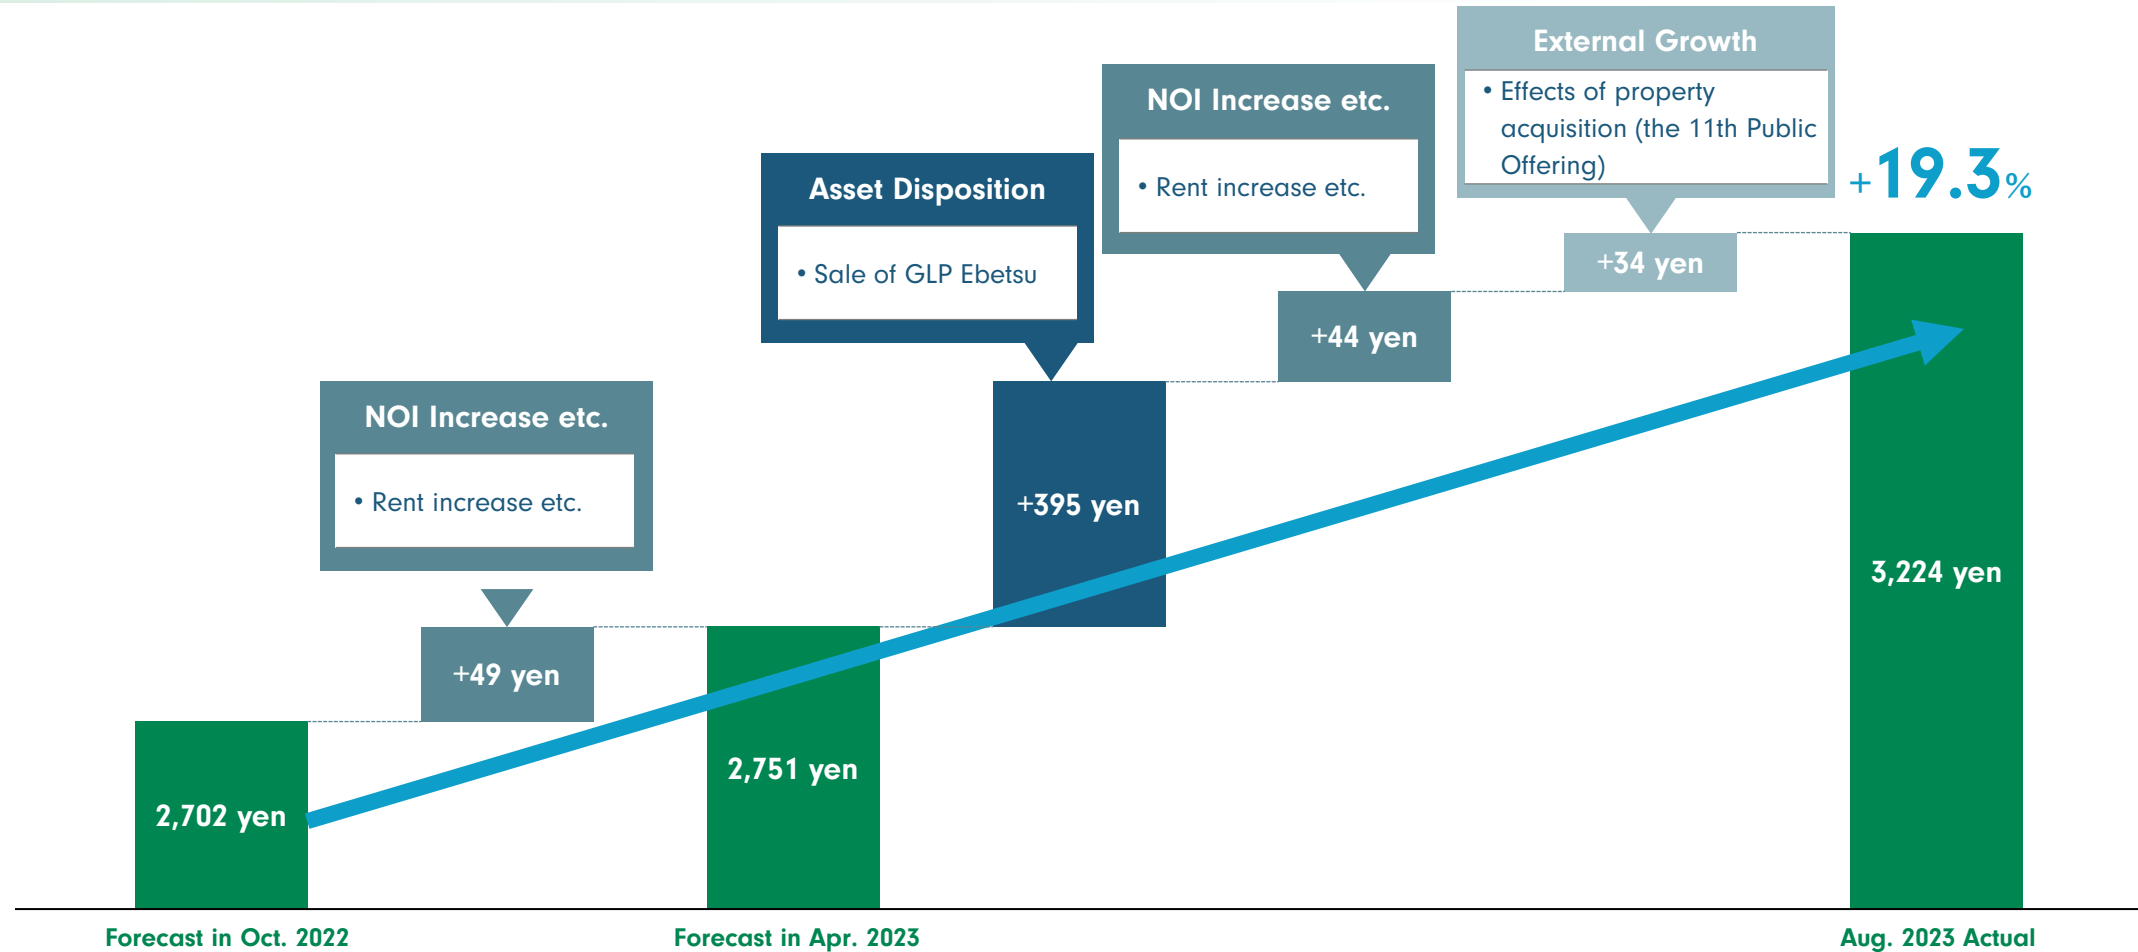 External Growth
• Effects of property
acquisition (the 11th Public
Offering)
NOI Increase etc.
• Rent increase etc.
+19.3%
Asset Disposition
• Sale of GLP Ebetsu
+34 yen
+44 yen
NOI Increase etc.
• Rent increase etc.
+395 yen
3,224 yen
+49 yen
2,751 yen
2,702 yen
Forecast in Oct. 2022
Forecast in Apr. 2023
Aug. 2023 Actual